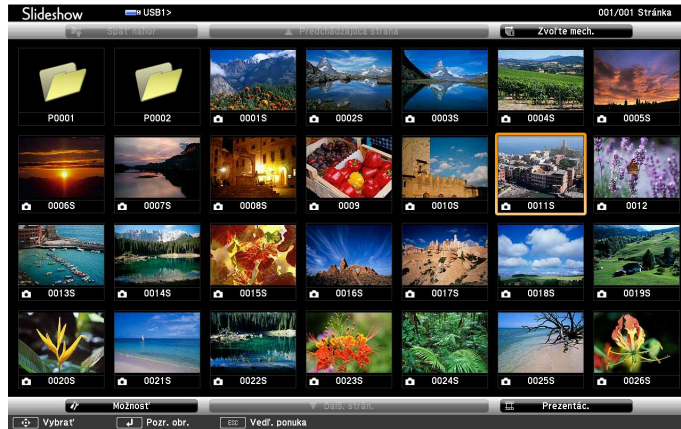 Slideshow USB1> 001/001 Stránka
Späť nahor Predchádzajúca strana Zvoľte mech.
P0001 P0002 0001S 0002S 0003S 0004S 0005S
0006S 0007S 0008S 0009 0010S 0011S 0012
0013S 0014S 0015S 0016S 0017S 0018S 0019S
0020S 0021S 0022S 0023S 0024S 0025S 0026S
Možnosť Ďalš. strán. Prezentác.
Vybrať Pozr. obr. ESC Vedľ. ponuka